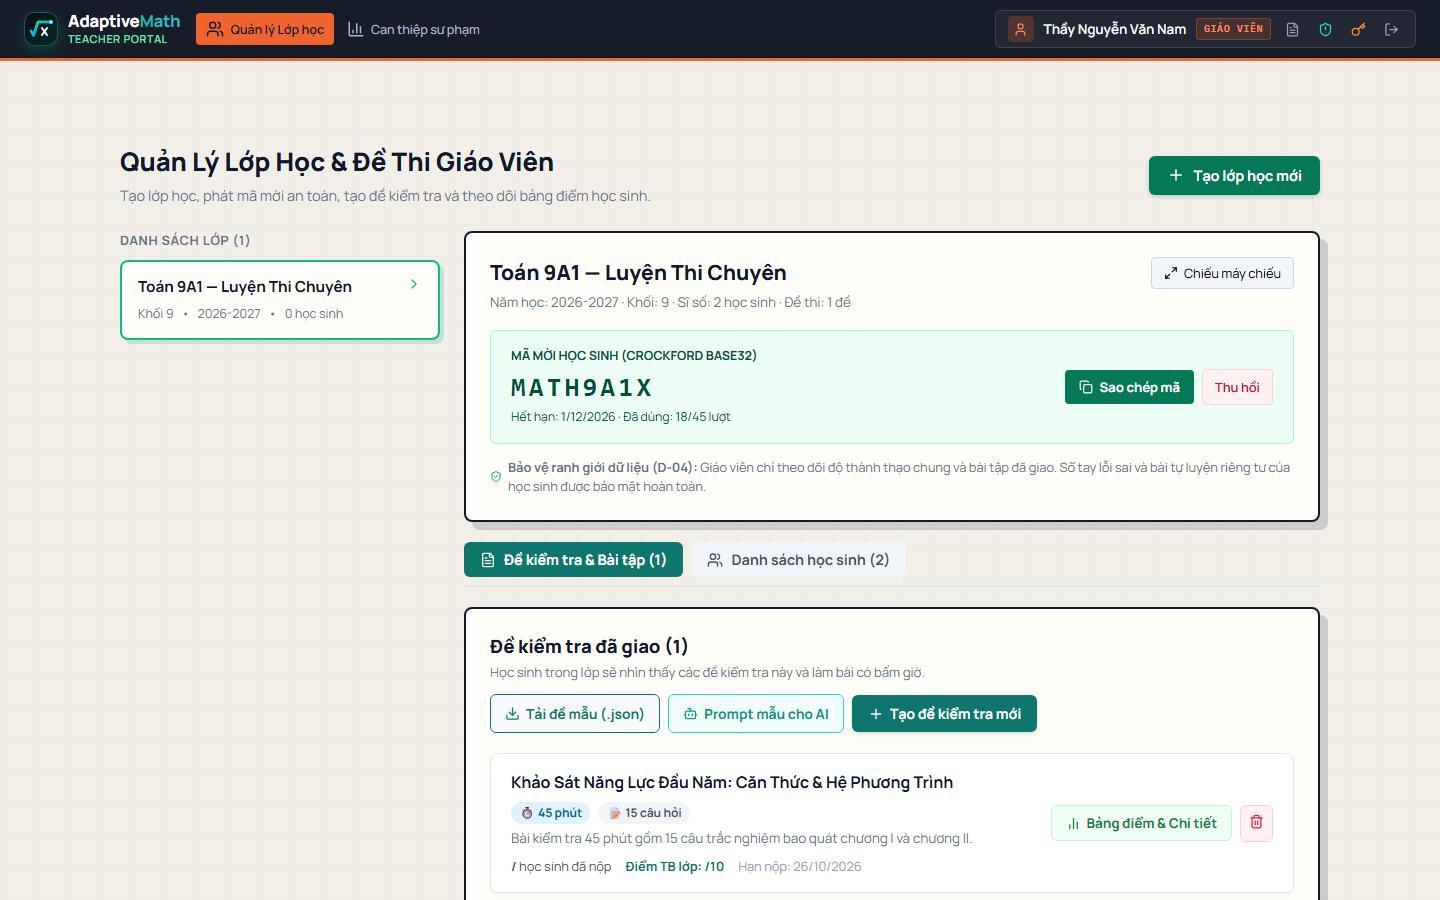 AdaptiveMath
TEACHER PORTAL
Quản lý Lớp học
Can thiệp sư phạm
Thầy Nguyễn Văn Nam
GIÁO VIÊN
Quản Lý Lớp Học & Đề Thi Giáo Viên
Tạo lớp học, phát mã mời an toàn, tạo đề kiểm tra và theo dõi bảng điểm học sinh.
+ Tạo lớp học mới
DANH SÁCH LỚP (1)
Toán 9A1 — Luyện Thi Chuyên
Khối 9 • 2026-2027 • 0 học sinh
Toán 9A1 — Luyện Thi Chuyên
Năm học: 2026-2027 · Khối: 9 · Sĩ số: 2 học sinh · Đề thi: 1 đề
Chiếu máy chiếu
MÃ MỜI HỌC SINH (CROCKFORD BASE32)
MATH9A1X
Hết hạn: 1/12/2026 · Đã dùng: 18/45 lượt
Sao chép mã
Thu hồi
Bảo vệ ranh giới dữ liệu (D-04): Giáo viên chỉ theo dõi độ thành thạo chung và bài tập đã giao. Sổ tay lỗi sai và bài tự luyện riêng tư của
học sinh được bảo mật hoàn toàn.
Đề kiểm tra & Bài tập (1)
Danh sách học sinh (2)
Đề kiểm tra đã giao (1)
Học sinh trong lớp sẽ nhìn thấy các đề kiểm tra này và làm bài có bấm giờ.
Tải đề mẫu (.json)
Prompt mẫu cho AI
+ Tạo đề kiểm tra mới
Khảo Sát Năng Lực Đầu Năm: Căn Thức & Hệ Phương Trình
45 phút
15 câu hỏi
Bài kiểm tra 45 phút gồm 15 câu trắc nghiệm bao quát chương I và chương II.
/ học sinh đã nộp
Điểm TB lớp: /10
Hạn nộp: 26/10/2026
Bảng điểm & Chi tiết